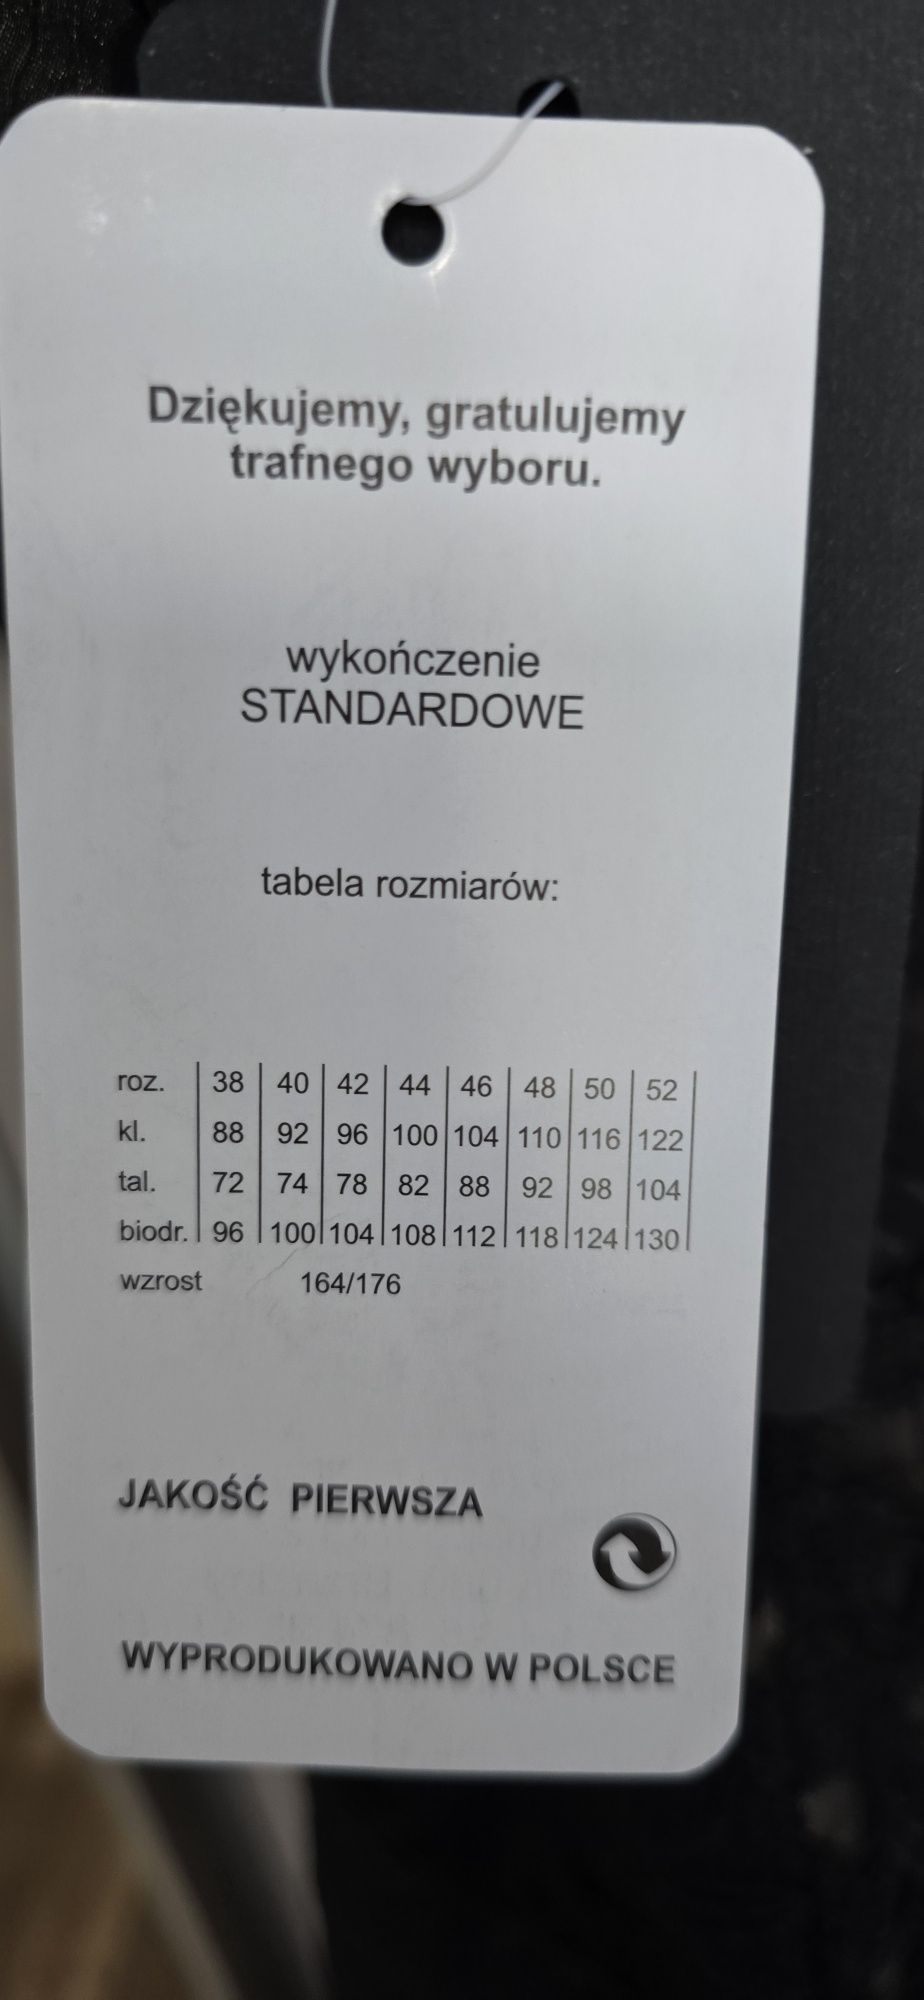 Dziękujemy, gratulujemy
trafnego wyboru.
wykończenie
STANDARDOWE
tabela rozmiarów:
roz. 38 40 42 44 46 48 50 52
kl. 88 92 96 100 104 110 116 122
tal. 72 74 78 82 88 92 98 104
biodr. 96 100 104 108 112 118 124 130
wzrost 164/176
JAKOŚĆ PIERWSZA
WYPRODUKOWANO W POLSCE